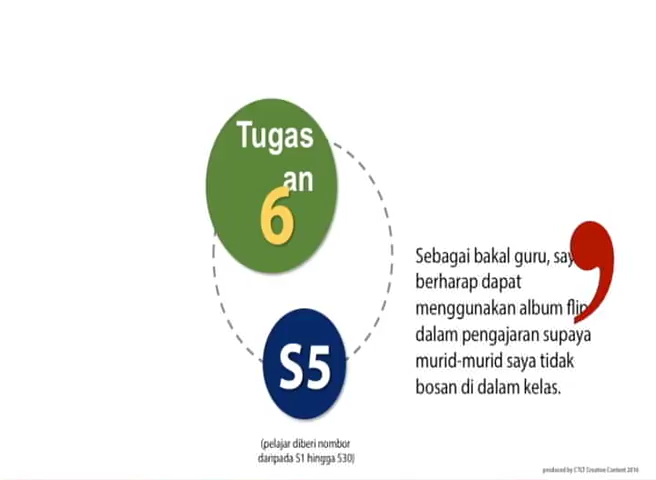 Tugas
an
6
S5
(pelajar diberi nombor
daripada S1 hingga S30)
Sebagai bakal guru, say
berharap dapat
menggunakan album flip
dalam pengajaran supaya
murid-murid saya tidak
bosan di dalam kelas.
produced by CTLT Creative Content 2016